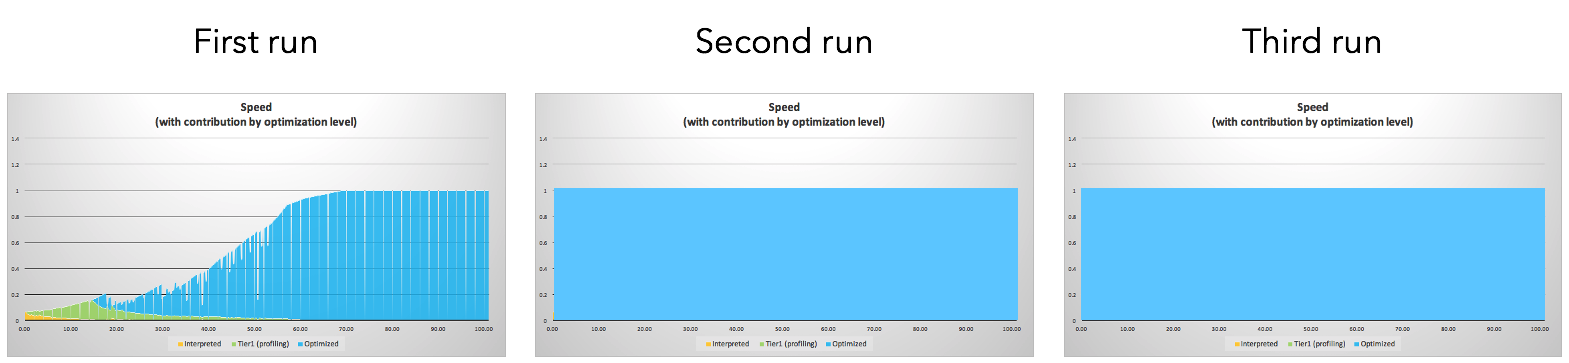 First run
Second run
Third run
Speed
(with contribution by optimization level)
1.4
1.2
1
0.8
0.6
0.4
0.2
0
0.00 10.00 20.00 30.00 40.00 50.00 60.00 70.00 80.00 90.00 100.00
Interpreted Tier1 (profiling) Optimized
Speed
(with contribution by optimization level)
1.4
1.2
1
0.8
0.6
0.4
0.2
0
0.00 10.00 20.00 30.00 40.00 50.00 60.00 70.00 80.00 90.00 100.00
Interpreted Tier1 (profiling) Optimized
Speed
(with contribution by optimization level)
1.4
1.2
1
0.8
0.6
0.4
0.2
0
0.00 10.00 20.00 30.00 40.00 50.00 60.00 70.00 80.00 90.00 100.00
Interpreted Tier1 (profiling) Optimized